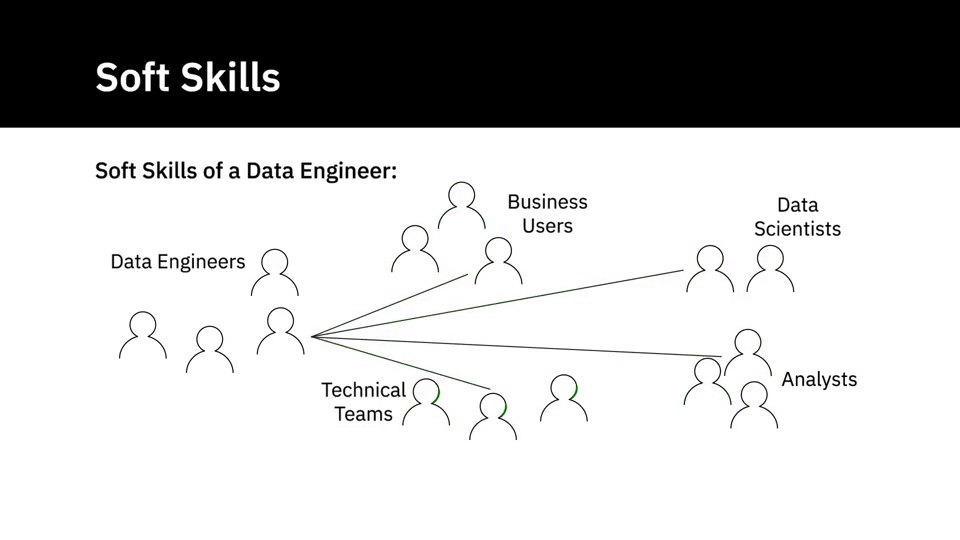 Soft Skills
Soft Skills of a Data Engineer:
Business
Users
Data
Scientists
Data Engineers
Technical
Teams
Analysts